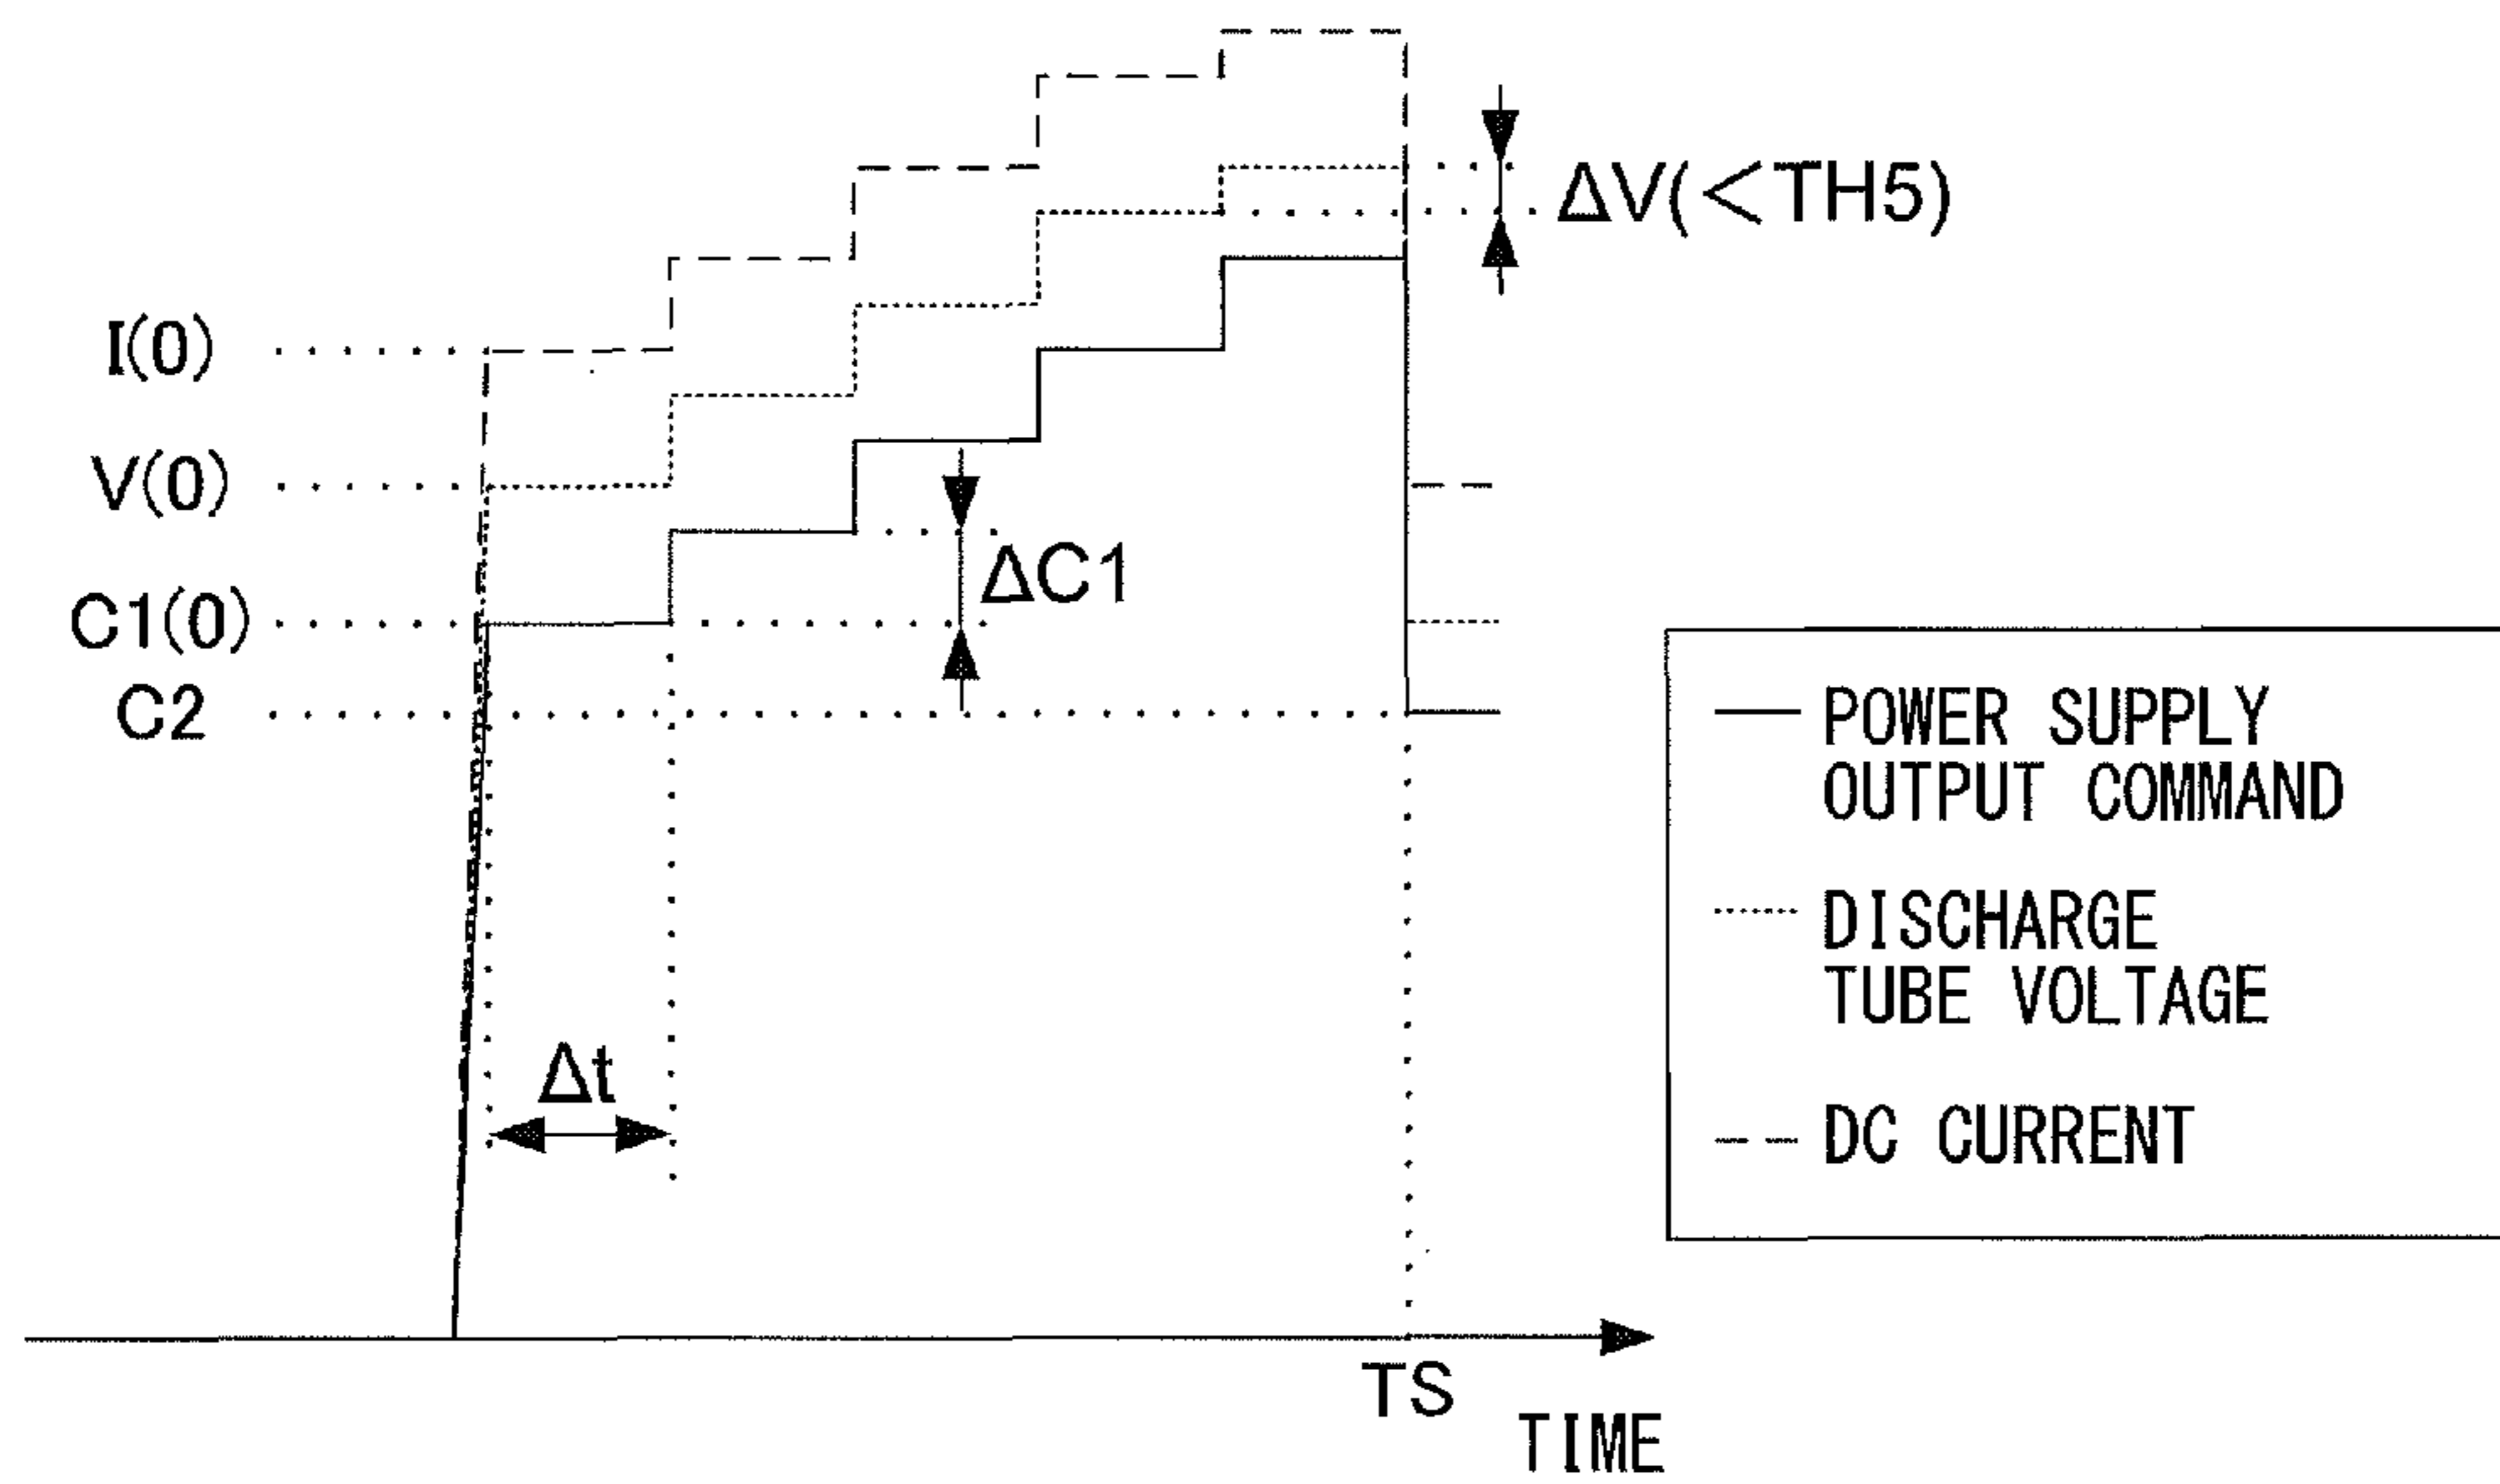 ΔV(<TH5)
I(0)
V(0)
ΔC1
C1(0)
C2
POWER SUPPLY
OUTPUT COMMAND
DISCHARGE
TUBE VOLTAGE
Δt
DC CURRENT
TS
TIME